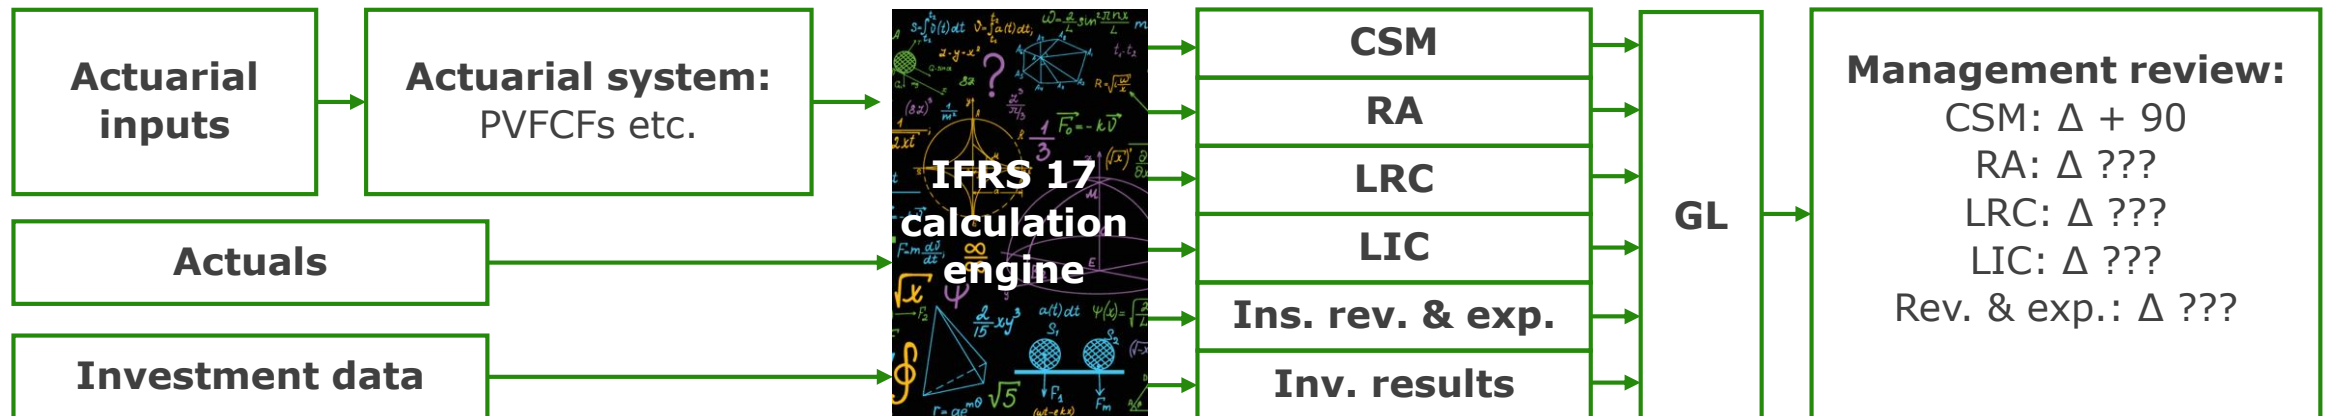 Actuarial
inputs
Actuarial system:
PVFCFs etc.
Actuals
Investment data
IFRS 17
calculation
engine
CSM
RA
LRC
LIC
Ins. rev. & exp.
Inv. results
GL
Management review:
CSM: Δ + 90
RA: Δ ???
LRC: Δ ???
LIC: Δ ???
Rev. & exp.: Δ ???